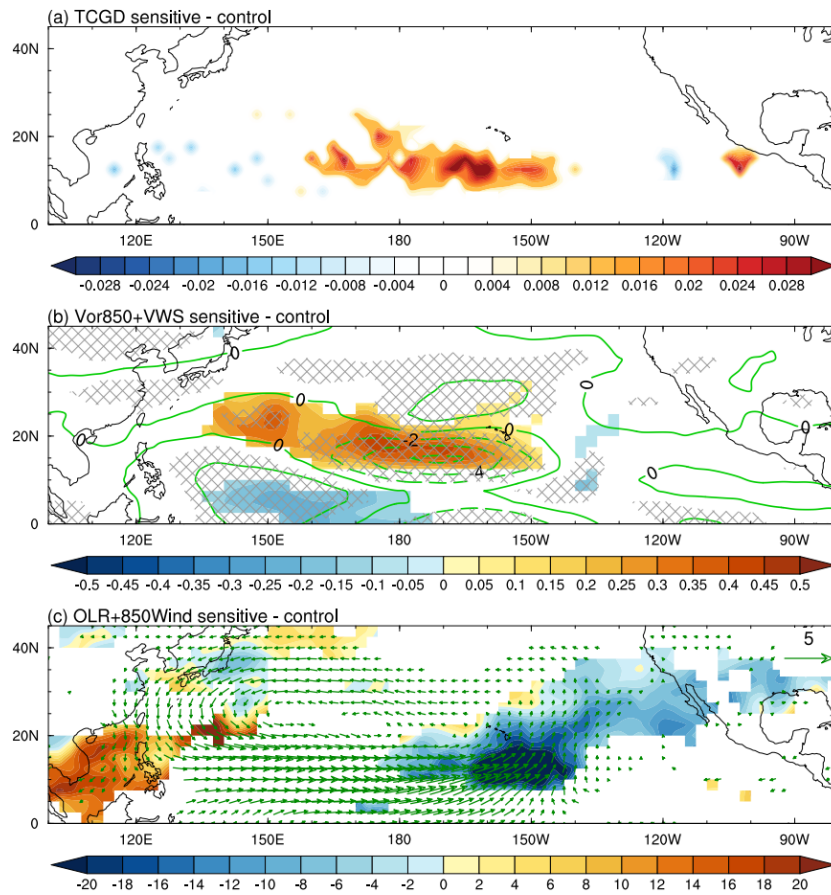 (a) TCGD sensitive - control
40N
20N
0
120E 150E 180 150W 120W 90W
-0.028 -0.024 -0.02 -0.016 -0.012 -0.008 -0.004 0 0.004 0.008 0.012 0.016 0.02 0.024 0.028
(b) Vor850+VWS sensitive - control
40N
0
0
0
20N
0
0
-2
-0
0
4
0
0
120E 150E 180 150W 120W 90W
-0.5 -0.45 -0.4 -0.35 -0.3 -0.25 -0.2 -0.15 -0.1 -0.05 0 0.05 0.1 0.15 0.2 0.25 0.3 0.35 0.4 0.45 0.5
(c) OLR+850Wind sensitive - control
5
40N
20N
0
120E 150E 180 150W 120W 90W
-20 -18 -16 -14 -12 -10 -8 -6 -4 -2 0 2 4 6 8 10 12 14 16 18 20